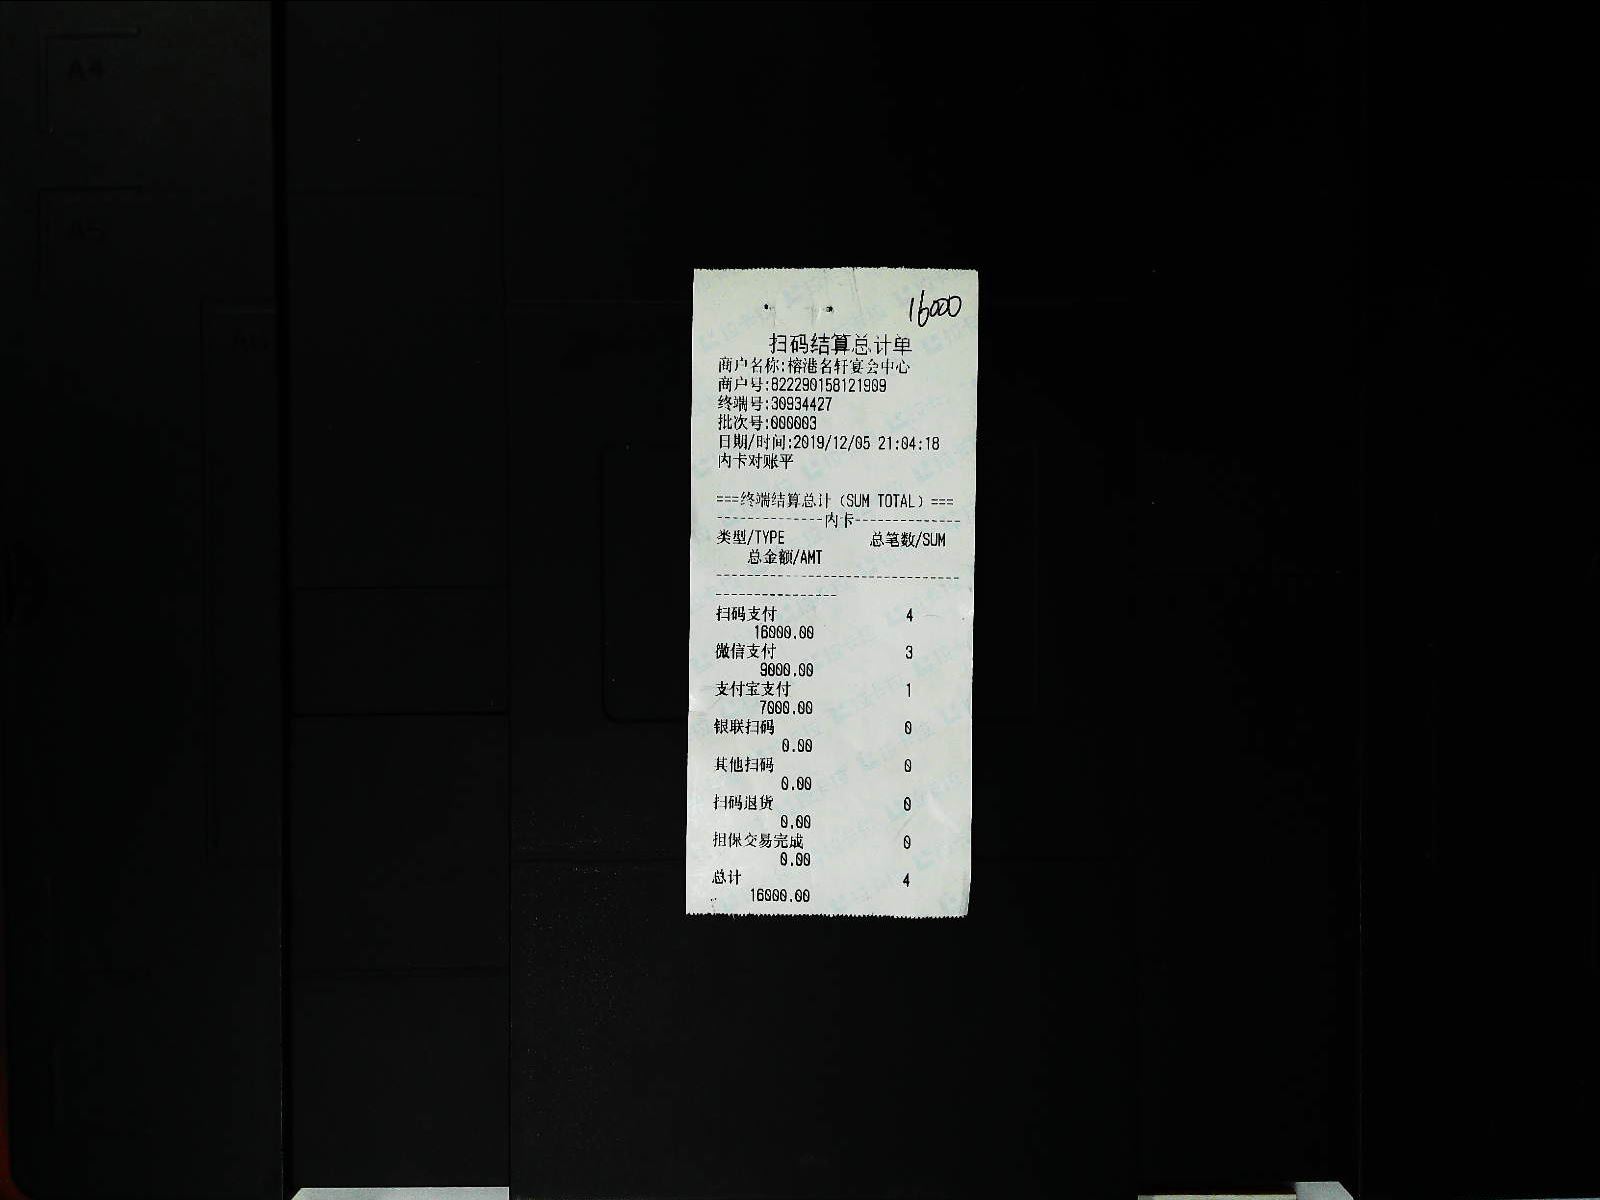 A4
A5
16000
扫码结算总计单
商户名称:榕港名轩宴会中心
商户号:822290158121909
终端号:30934427
批次号:000003
日期/时间:2019/12/05 21:04:18
内卡对账平
===终端结算总计（SUM TOTAL）===
--------------内卡--------------
类型/TYPE 总笔数/SUM
总金额/AMT
--------------------------------
----------------
扫码支付 4
16000.00
微信支付 3
9000.00
支付宝支付 1
7000.00
银联扫码 0
0.00
其他扫码 0
0.00
扫码退货 0
0.00
担保交易完成 0
0.00
总计 4
16000.00